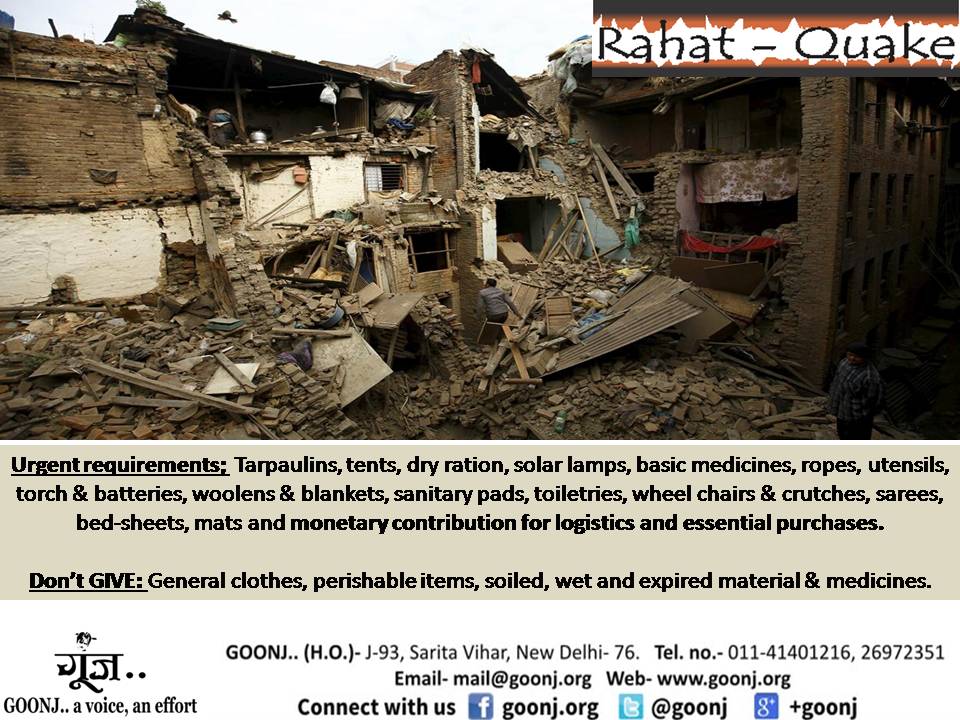 Rahat – Quake
Urgent requirements; Tarpaulins, tents, dry ration, solar lamps, basic medicines, ropes, utensils,
torch & batteries, woolens & blankets, sanitary pads, toiletries, wheel chairs & crutches, sarees,
bed-sheets, mats and monetary contribution for logistics and essential purchases.
Don't GIVE: General clothes, perishable items, soiled, wet and expired material & medicines.
गूंज..
GOONJ.. a voice, an effort
GOONJ.. (H.O.)- J-93, Sarita Vihar, New Delhi- 76. Tel. no.- 011-41401216, 26972351
Email- mail@goonj.org Web- www.goonj.org
Connect with us f goonj.org @goonj g+ +goonj